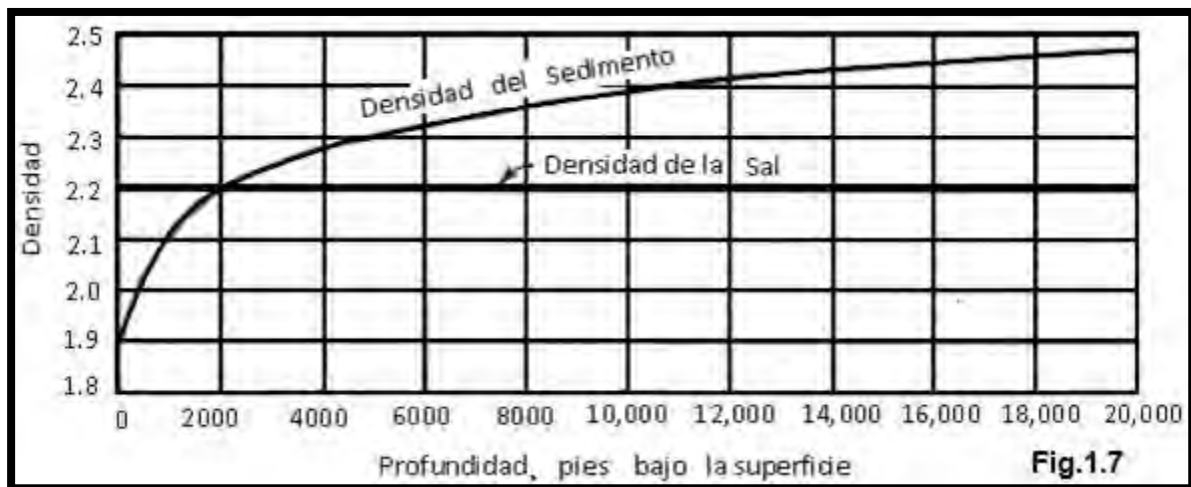 2.5
2.4
2.3
2.2
2.1
2.0
1.9
1.8
Densidad
Densidad del Sedimento
Densidad de la Sal
0 2000 4000 6000 8000 10,000 12,000 14,000 16,000 18,000 20,000
Profundidad, pies bajo la superficie
Fig.1.7